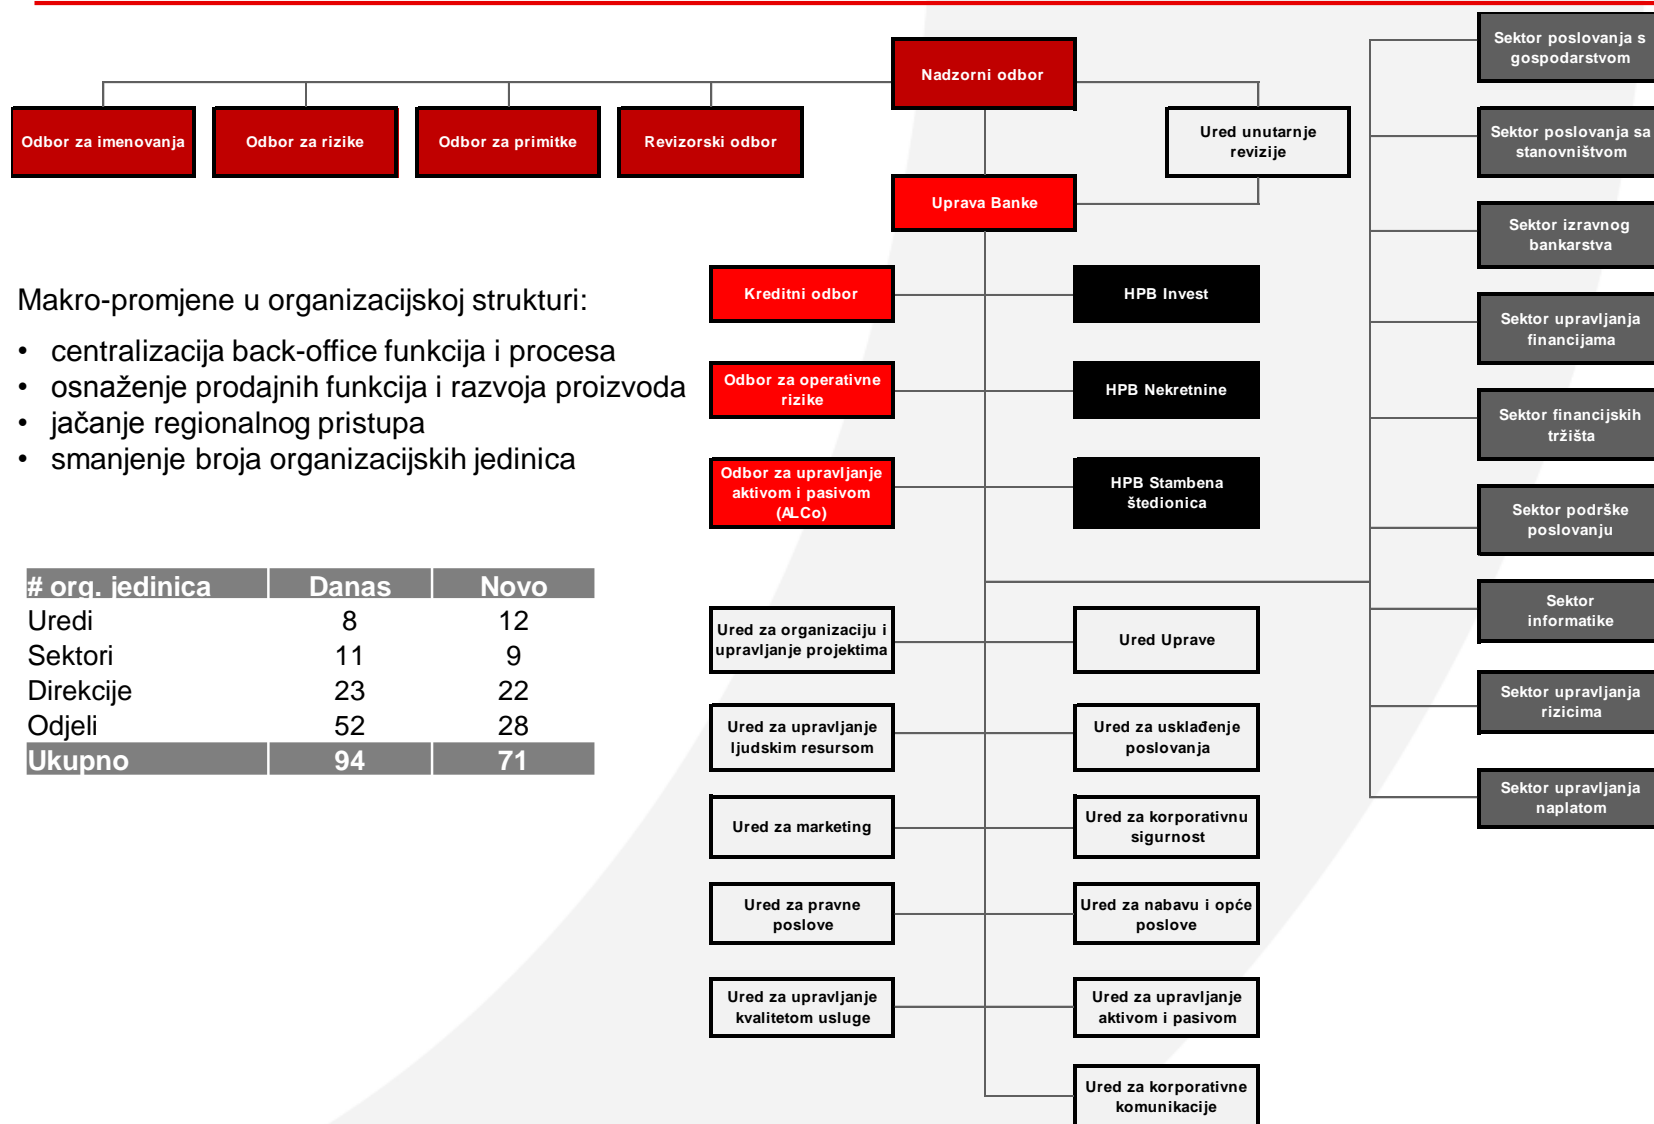 Nadzorni odbor
Odbor za imenovanja
Odbor za rizike
Odbor za primitke
Revizorski odbor
Ured unutarnje
revizije
Uprava Banke
Makro-promjene u organizacijskoj strukturi:
• centralizacija back-office funkcija i procesa
• osnaženje prodajnih funkcija i razvoja proizvoda
• jačanje regionalnog pristupa
• smanjenje broja organizacijskih jedinica
# org. jedinica Danas Novo
Uredi 8 12
Sektori 11 9
Direkcije 23 22
Odjeli 52 28
Ukupno 94 71
Kreditni odbor
HPB Invest
Odbor za operativne
rizike
HPB Nekretnine
Odbor za upravljanje
aktivom i pasivom
(ALCo)
HPB Stambena
štedionica
Ured za organizaciju i
upravljanje projektima
Ured Uprave
Ured za upravljanje
ljudskim resursom
Ured za usklađenje
poslovanja
Ured za marketing
Ured za korporativnu
sigurnost
Ured za pravne
poslove
Ured za nabavu i opće
poslove
Ured za upravljanje
kvalitetom usluge
Ured za upravljanje
aktivom i pasivom
Ured za korporativne
komunikacije
Sektor poslovanja s
gospodarstvom
Sektor poslovanja sa
stanovništvom
Sektor izravnog
bankarstva
Sektor upravljanja
financijama
Sektor financijskih
tržišta
Sektor podrške
poslovanju
Sektor
informatike
Sektor upravljanja
rizicima
Sektor upravljanja
naplatom